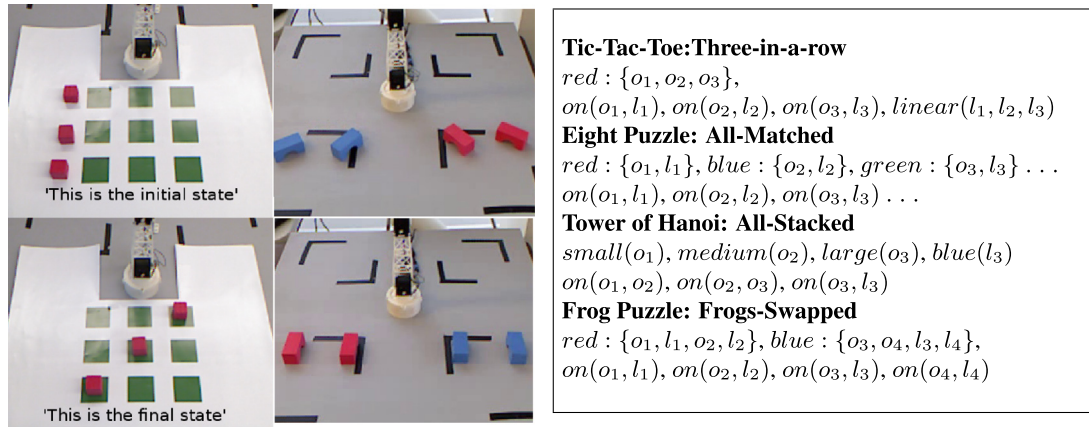 'This is the initial state'
'This is the final state'
Tic-Tac-Toe:Three-in-a-row
red : {o₁, o₂, o₃},
on(o₁, l₁), on(o₂, l₂), on(o₃, l₃), linear(l₁, l₂, l₃)
Eight Puzzle: All-Matched
red : {o₁, l₁}, blue : {o₂, l₂}, green : {o₃, l₃} . . .
on(o₁, l₁), on(o₂, l₂), on(o₃, l₃) . . .
Tower of Hanoi: All-Stacked
small(o₁), medium(o₂), large(o₃), blue(l₃)
on(o₁, o₂), on(o₂, o₃), on(o₃, l₃)
Frog Puzzle: Frogs-Swapped
red : {o₁, l₁, o₂, l₂}, blue : {o₃, o₄, l₃, l₄},
on(o₁, l₁), on(o₂, l₂), on(o₃, l₃), on(o₄, l₄)